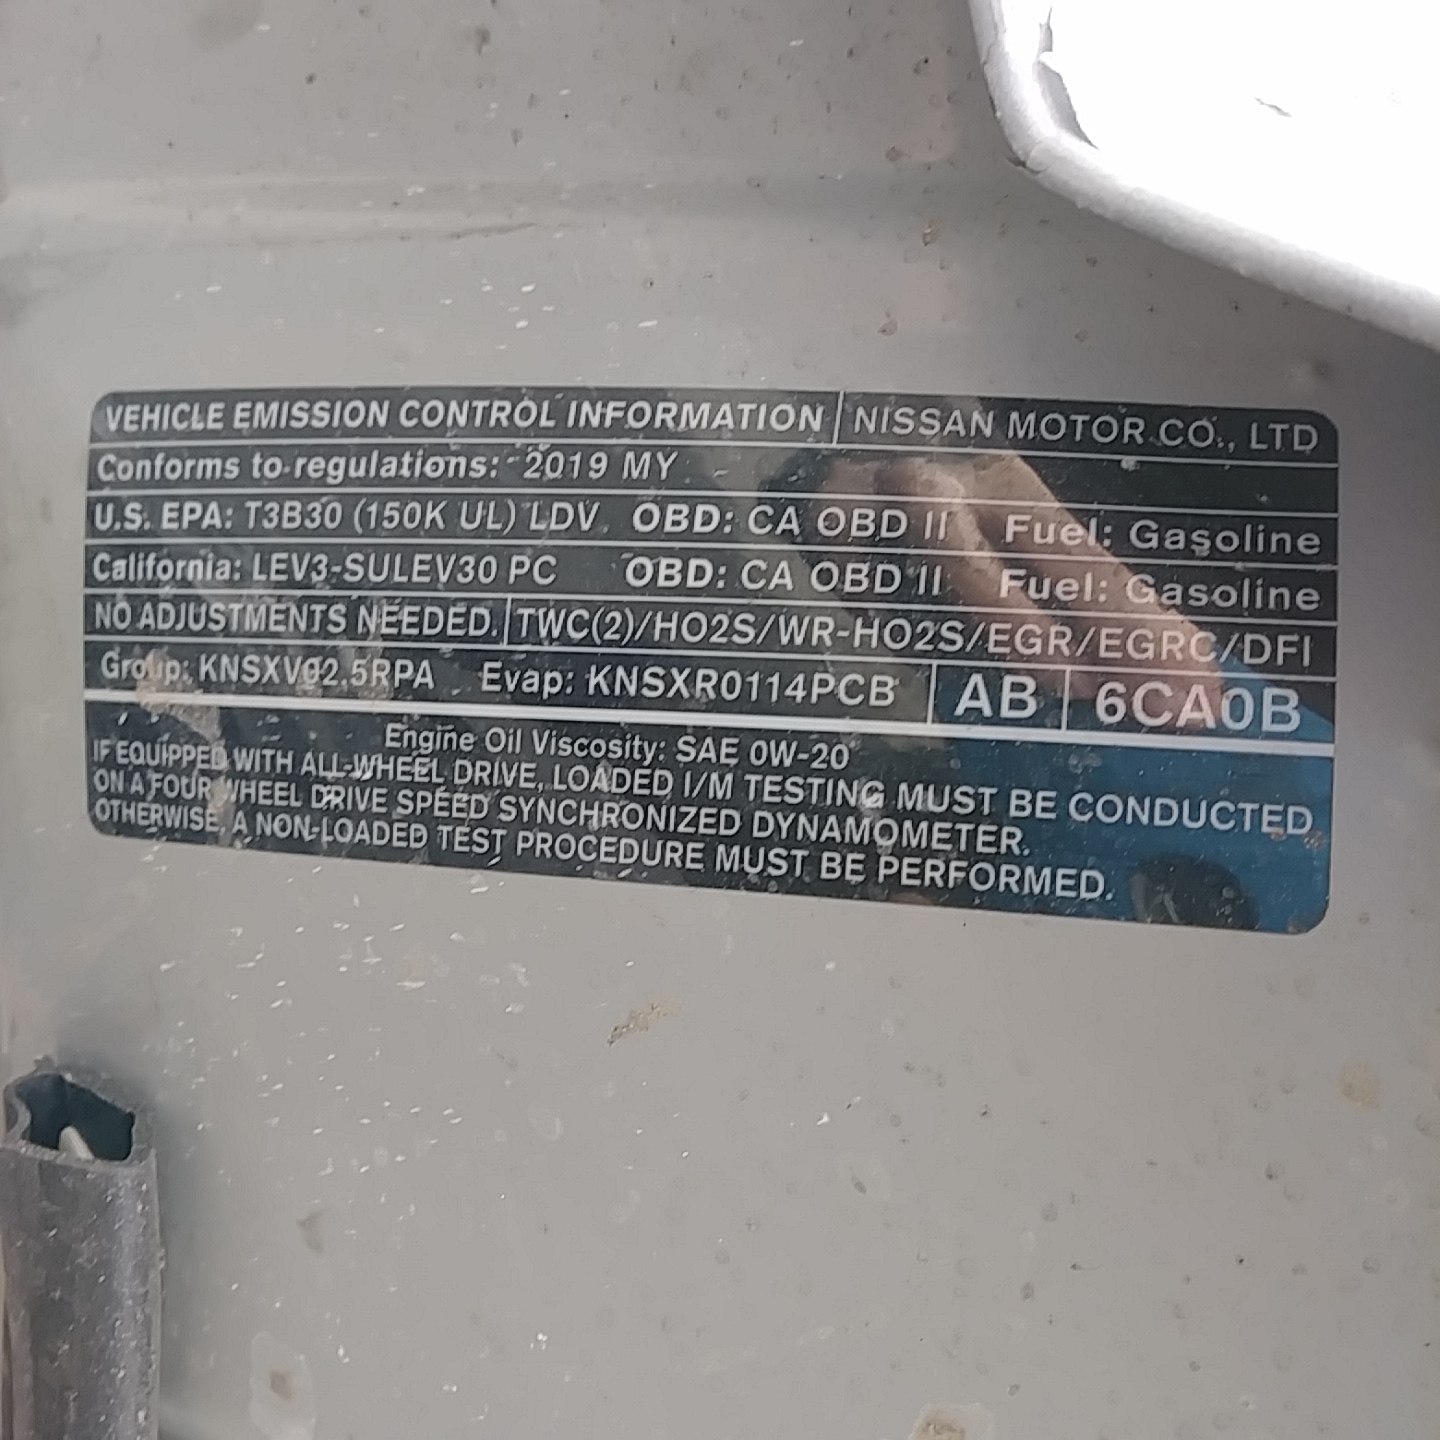 VEHICLE EMISSION CONTROL INFORMATION NISSAN MOTOR CO., LTD
Conforms to regulations: 2019 MY
U.S. EPA: T3B30 (150K UL) LDV OBD: CA OBD II Fuel: Gasoline
California: LEV3-SULEV30 PC OBD: CA OBD II Fuel: Gasoline
NO ADJUSTMENTS NEEDED. TWC(2)/HO2S/WR-HO2S/EGR/EGRC/DFI
Group: KNSXV02.5RPA Evap: KNSXR0114PCB AB 6CA0B
Engine Oil Viscosity: SAE 0W-20
IF EQUIPPED WITH ALL-WHEEL DRIVE, LOADED I/M TESTING MUST BE CONDUCTED
ON A FOUR WHEEL DRIVE SPEED SYNCHRONIZED DYNAMOMETER.
OTHERWISE, A NON-LOADED TEST PROCEDURE MUST BE PERFORMED.